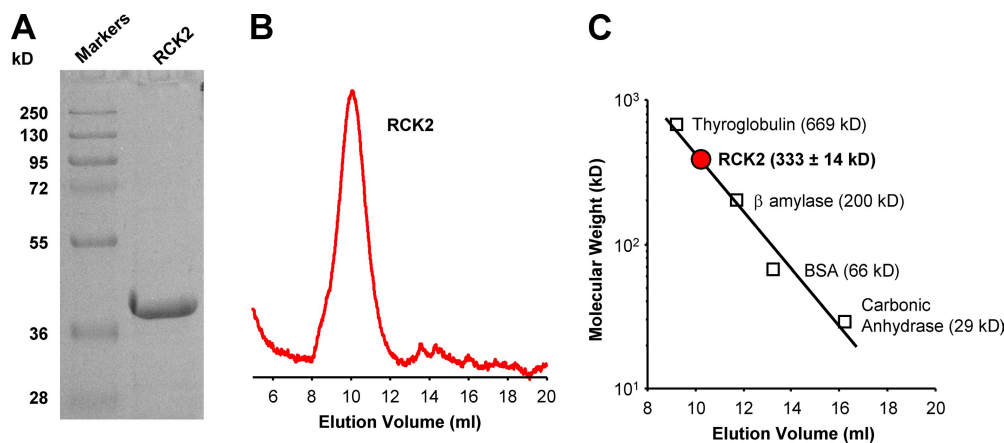 A
Markers
RCK2
kD
250
130
95
72
55
36
28
B
RCK2
6 8 10 12 14 16 18 20
Elution Volume (ml)
C
Molecular Weight (kD)
10³
10²
10¹
Thyroglobulin (669 kD)
RCK2 (333 ± 14 kD)
β amylase (200 kD)
BSA (66 kD)
Carbonic
Anhydrase (29 kD)
8 10 12 14 16 18 20
Elution Volume (ml)